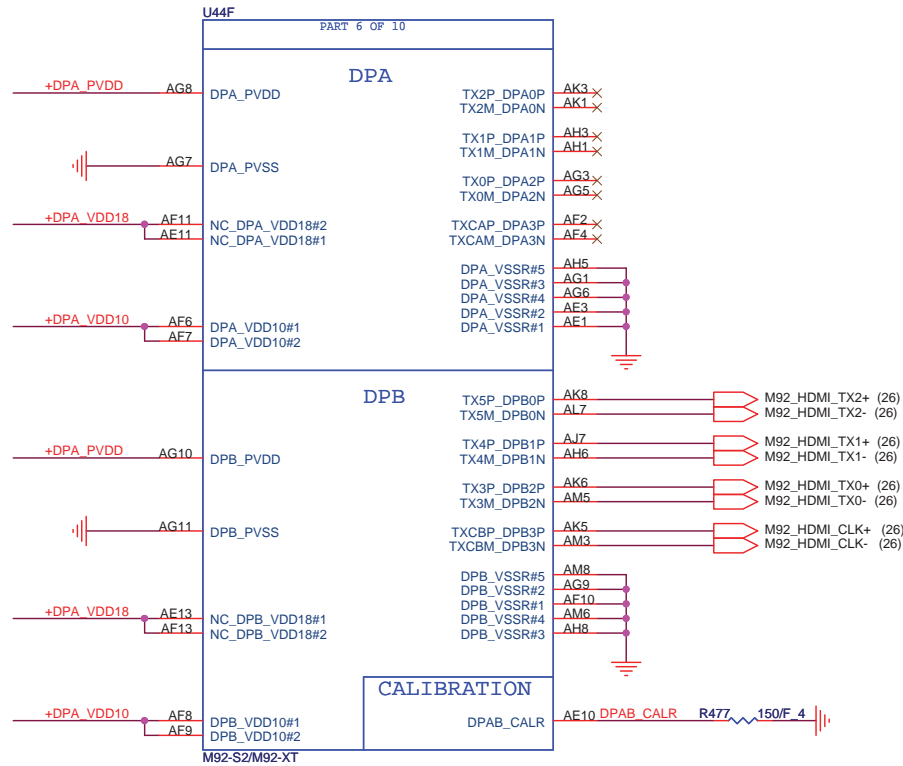 U44F
PART 6 OF 10
DPA
+DPA_PVDD AG8 DPA_PVDD
TX2P_DPA0P AK3
TX2M_DPA0N AK1
TX1P_DPA1P AH3
TX1M_DPA1N AH1
AG7 DPA_PVSS
TX0P_DPA2P AG3
TX0M_DPA2N AG5
+DPA_VDD18 AF11 NC_DPA_VDD18#2
AE11 NC_DPA_VDD18#1
TXCAP_DPA3P AF2
TXCAM_DPA3N AF4
DPA_VSSR#5 AH5
DPA_VSSR#3 AG1
DPA_VSSR#4 AG6
DPA_VSSR#2 AE3
DPA_VSSR#1 AE1
+DPA_VDD10 AF6 DPA_VDD10#1
AF7 DPA_VDD10#2
DPB
TX5P_DPB0P AK8 M92_HDMI_TX2+ (26)
TX5M_DPB0N AL7 M92_HDMI_TX2- (26)
TX4P_DPB1P AJ7 M92_HDMI_TX1+ (26)
TX4M_DPB1N AH6 M92_HDMI_TX1- (26)
+DPA_PVDD AG10 DPB_PVDD
TX3P_DPB2P AK6 M92_HDMI_TX0+ (26)
TX3M_DPB2N AM5 M92_HDMI_TX0- (26)
AG11 DPB_PVSS
TXCBP_DPB3P AK5 M92_HDMI_CLK+ (26)
TXCBM_DPB3N AM3 M92_HDMI_CLK- (26)
DPB_VSSR#5 AM8
DPB_VSSR#2 AG9
DPB_VSSR#1 AF10
DPB_VSSR#4 AM6
DPB_VSSR#3 AH8
+DPA_VDD18 AE13 NC_DPB_VDD18#1
AF13 NC_DPB_VDD18#2
CALIBRATION
+DPA_VDD10 AF8 DPB_VDD10#1
AF9 DPB_VDD10#2
DPAB_CALR AE10 DPAB_CALR R477 150/F_4
M92-S2/M92-XT